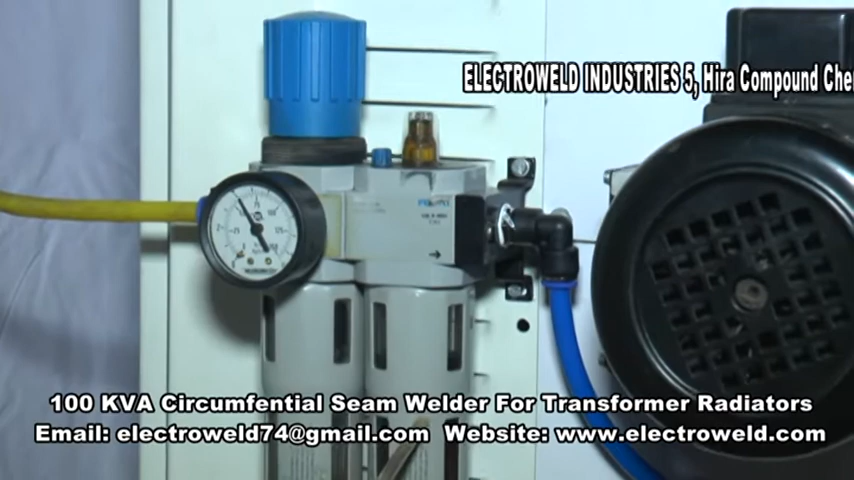 ELECTROWELD INDUSTRIES 5, Hira Compound Che
100 KVA Circumfential Seam Welder For Transformer Radiators
Email: electroweld74@gmail.com Website: www.electroweld.com